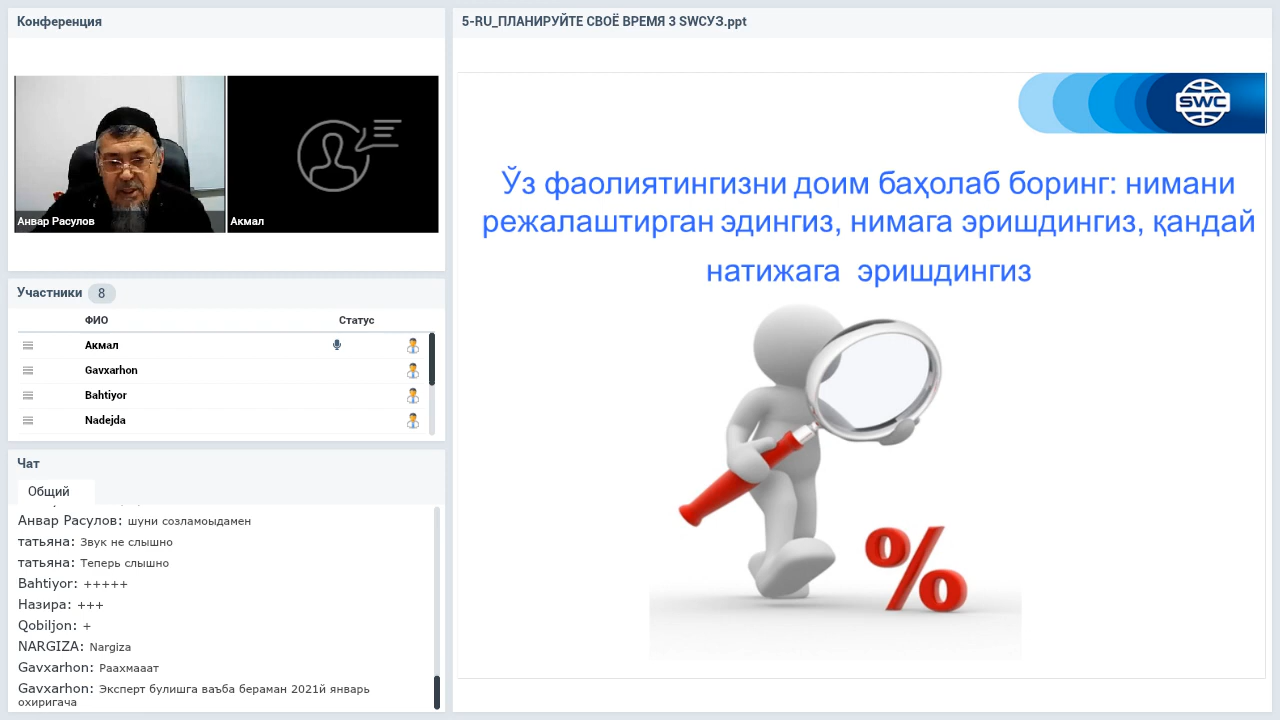 Конференция
Анвар Расулов
Акмал
Участники 8
ФИО Статус
Акмал
Gavxarhon
Bahtiyor
Nadejda
Чат
Общий
Анвар Расулов: шуни созламоыдамен
татьяна: Звук не слышно
татьяна: Теперь слышно
Bahtiyor: +++++
Назира: +++
Qobiljon: +
NARGIZA: Nargiza
Gavxarhon: Раахмааат
Gavxarhon: Эксперт булишга ваъба бераман 2021й январь
охиригача
5-RU_ПЛАНИРУЙТЕ СВОЁ ВРЕМЯ 3 SWCУЗ.ppt
SWC
Ўз фаолиятингизни доим баҳолаб боринг: нимани
режалаштирган эдингиз, нимага эришдингиз, қандай
натижага эришдингиз
%